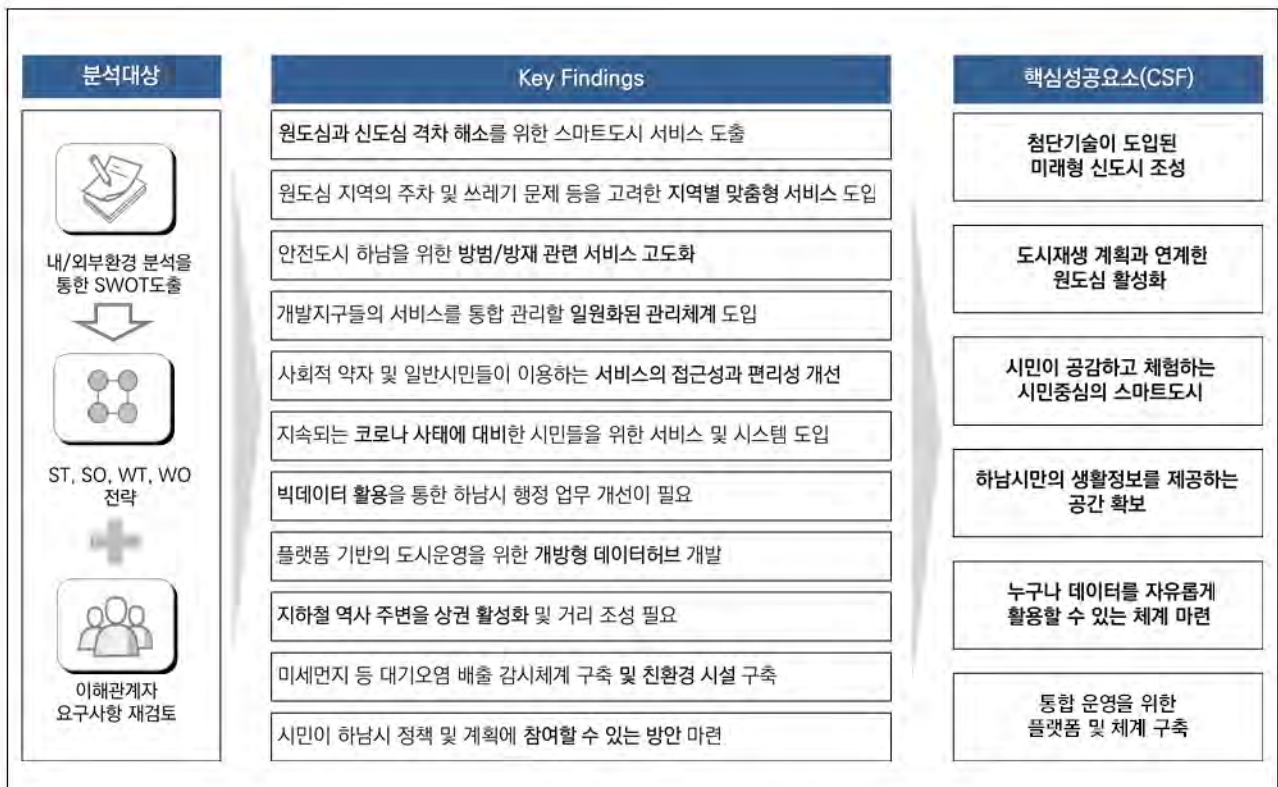 분석대상
내/외부환경 분석을
통한 SWOT도출
ST, SO, WT, WO
전략
이해관계자
요구사항 재검토
Key Findings
원도심과 신도심 격차 해소를 위한 스마트도시 서비스 도출
원도심 지역의 주차 및 쓰레기 문제 등을 고려한 지역별 맞춤형 서비스 도입
안전도시 하남을 위한 방범/방재 관련 서비스 고도화
개발지구들의 서비스를 통합 관리할 일원화된 관리체계 도입
사회적 약자 및 일반시민들이 이용하는 서비스의 접근성과 편리성 개선
지속되는 코로나 사태에 대비한 시민들을 위한 서비스 및 시스템 도입
빅데이터 활용을 통한 하남시 행정 업무 개선이 필요
플랫폼 기반의 도시운영을 위한 개방형 데이터허브 개발
지하철 역사 주변을 상권 활성화 및 거리 조성 필요
미세먼지 등 대기오염 배출 감시체계 구축 및 친환경 시설 구축
시민이 하남시 정책 및 계획에 참여할 수 있는 방안 마련
핵심성공요소(CSF)
첨단기술이 도입된
미래형 신도시 조성
도시재생 계획과 연계한
원도심 활성화
시민이 공감하고 체험하는
시민중심의 스마트도시
하남시만의 생활정보를 제공하는
공간 확보
누구나 데이터를 자유롭게
활용할 수 있는 체계 마련
통합 운영을 위한
플랫폼 및 체계 구축